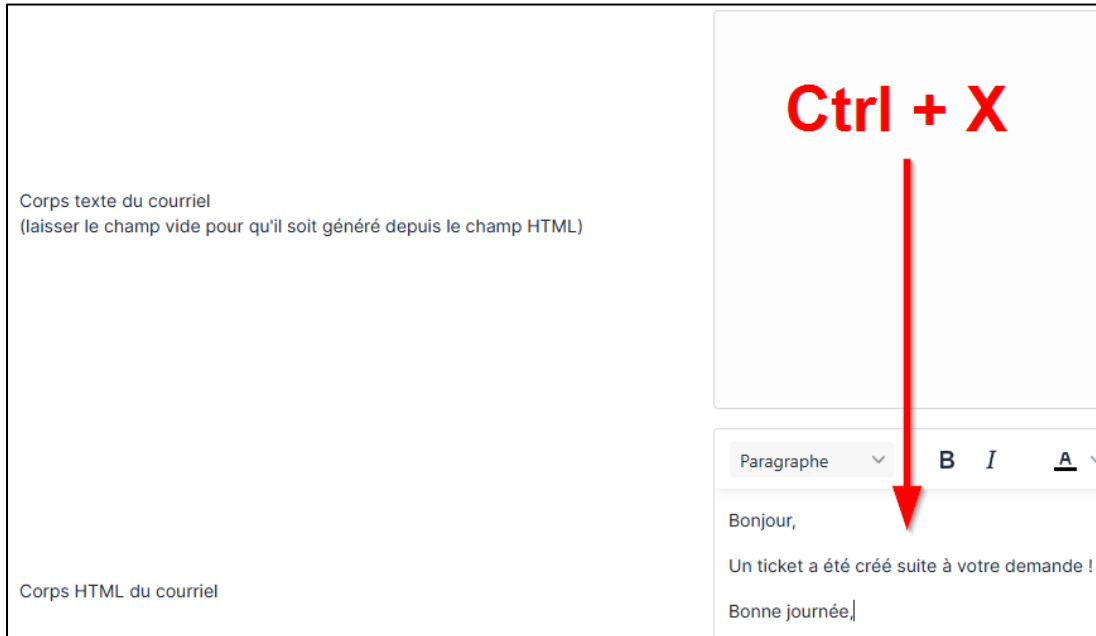 Ctrl + X
Corps texte du courriel
(laisser le champ vide pour qu'il soit généré depuis le champ HTML)
Paragraphe B I A
Bonjour,
Un ticket a été créé suite à votre demande !
Corps HTML du courriel
Bonne journée,